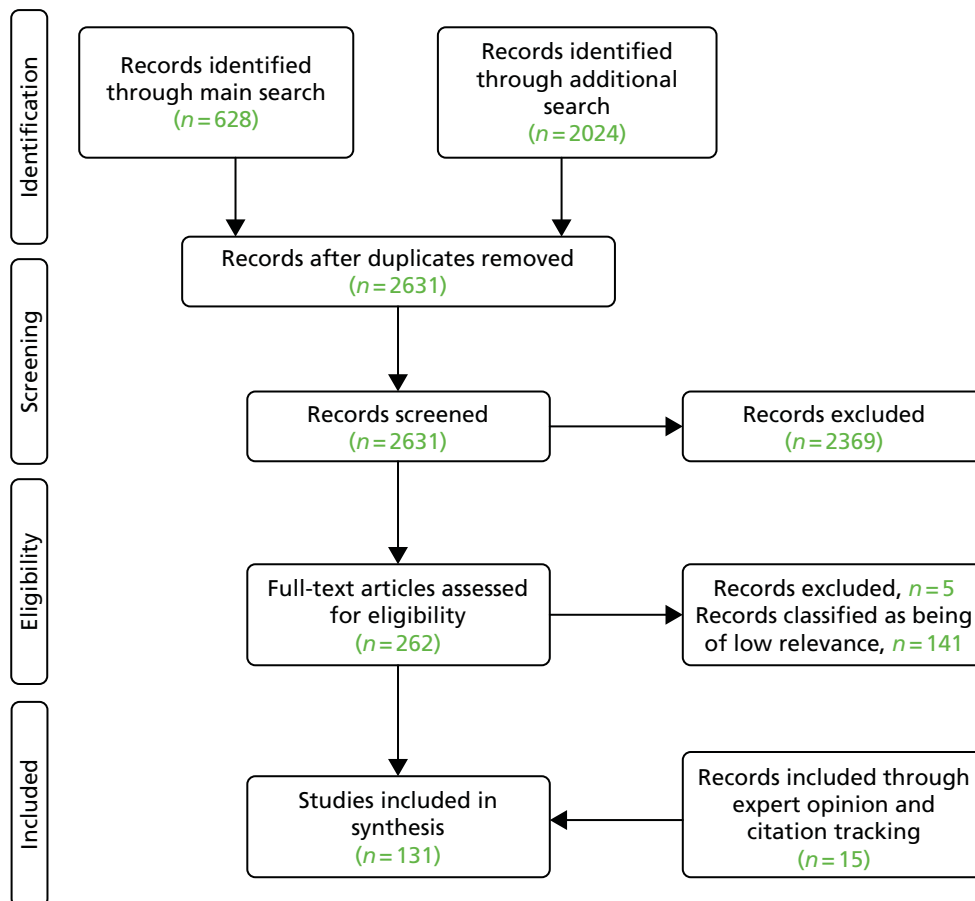 Identification
Records identified
through main search
(n=628)
Records identified
through additional
search
(n=2024)
Records after duplicates removed
(n=2631)
Screening
Records screened
(n=2631)
Records excluded
(n=2369)
Eligibility
Full-text articles assessed
for eligibility
(n=262)
Records excluded, n=5
Records classified as being
of low relevance, n=141
Included
Studies included in
synthesis
(n=131)
Records included through
expert opinion and
citation tracking
(n=15)